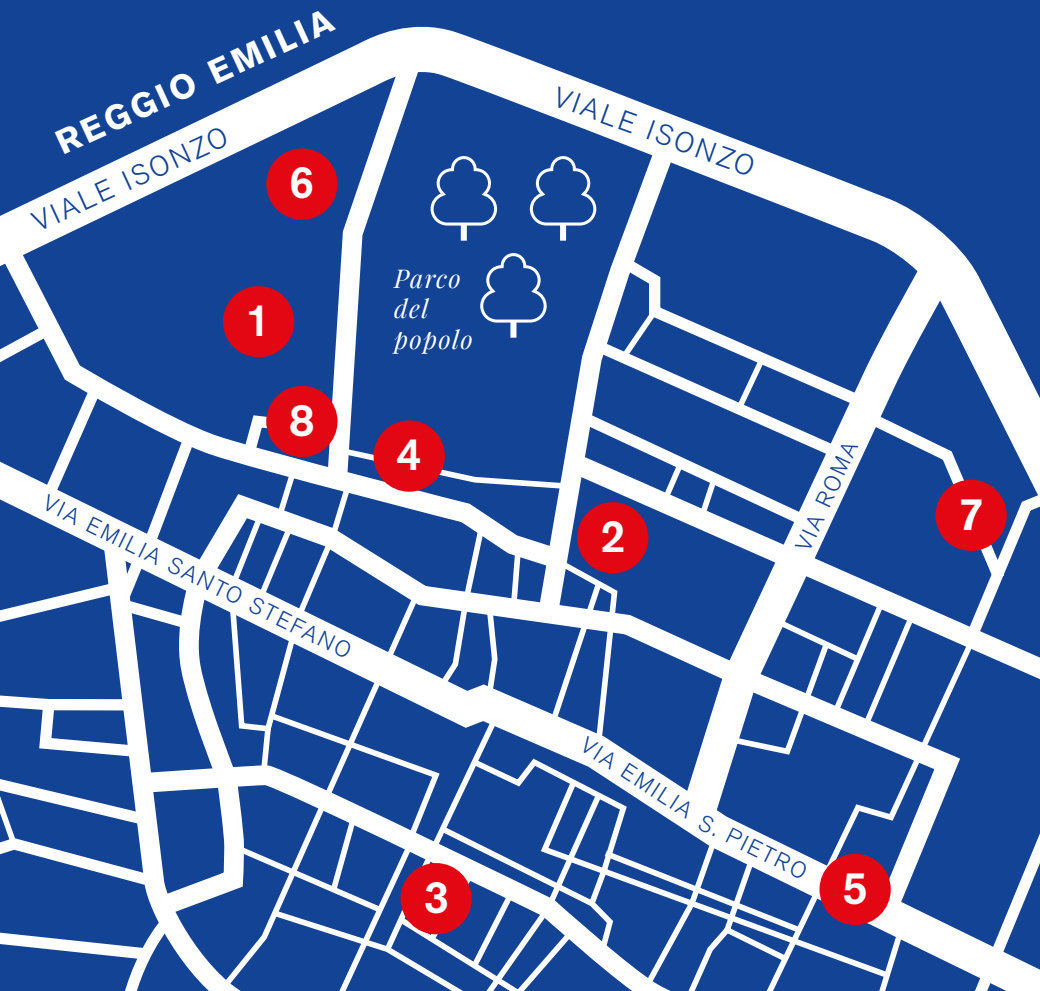 REGGIO EMILIA
VIALE ISONZO
VIALE ISONZO
6
Parco
del
popolo
1
8
4
VIA ROMA
7
2
VIA EMILIA SANTO STEFANO
VIA EMILIA S. PIETRO
3
5